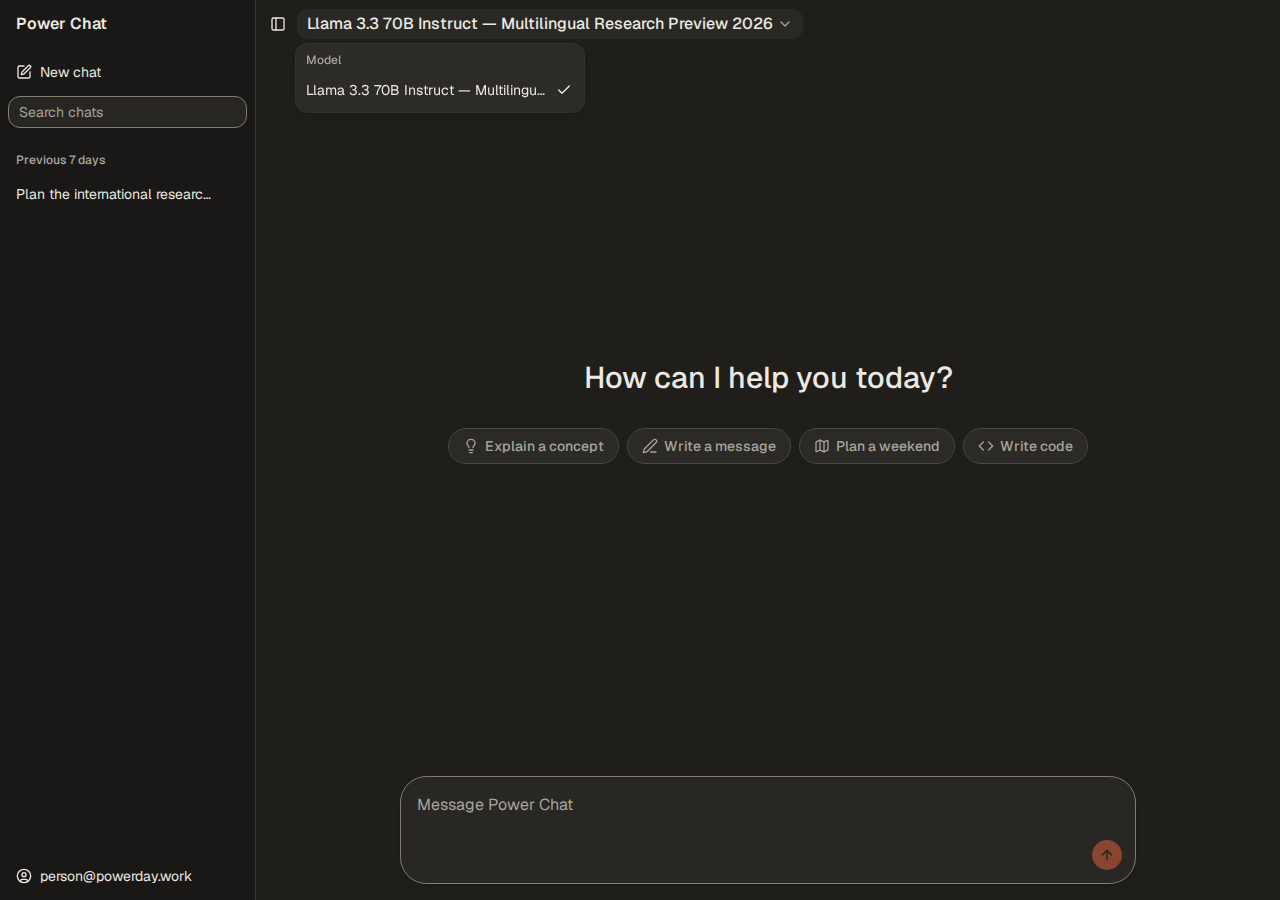 Power Chat
New chat
Search chats
Previous 7 days
Plan the international researc…
person@powerday.work
Llama 3.3 70B Instruct — Multilingual Research Preview 2026
Model
Llama 3.3 70B Instruct — Multilingu…
How can I help you today?
Explain a concept
Write a message
Plan a weekend
Write code
Message Power Chat